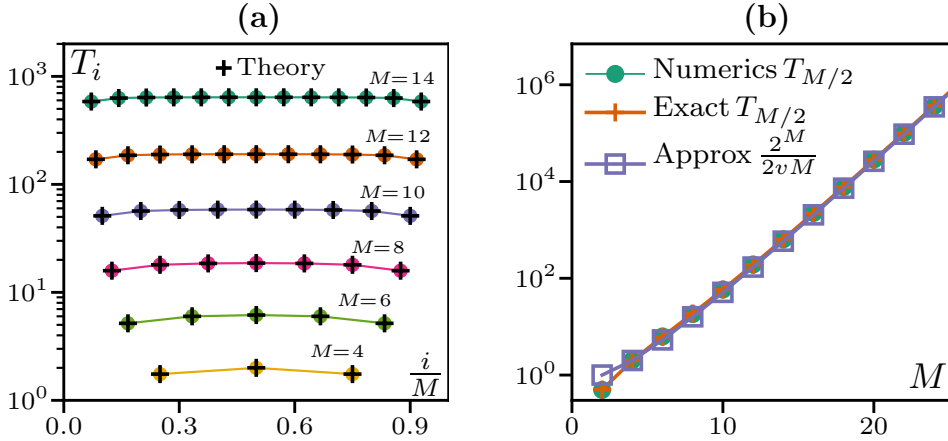 (a)
T_i
+ Theory
M=14
M=12
M=10
M=8
M=6
M=4
i/M
10^3
10^2
10^1
10^0
0.0 0.3 0.6 0.9
(b)
Numerics T_{M/2}
Exact T_{M/2}
Approx 2^M/2vM
M
10^6
10^4
10^2
10^0
0 10 20